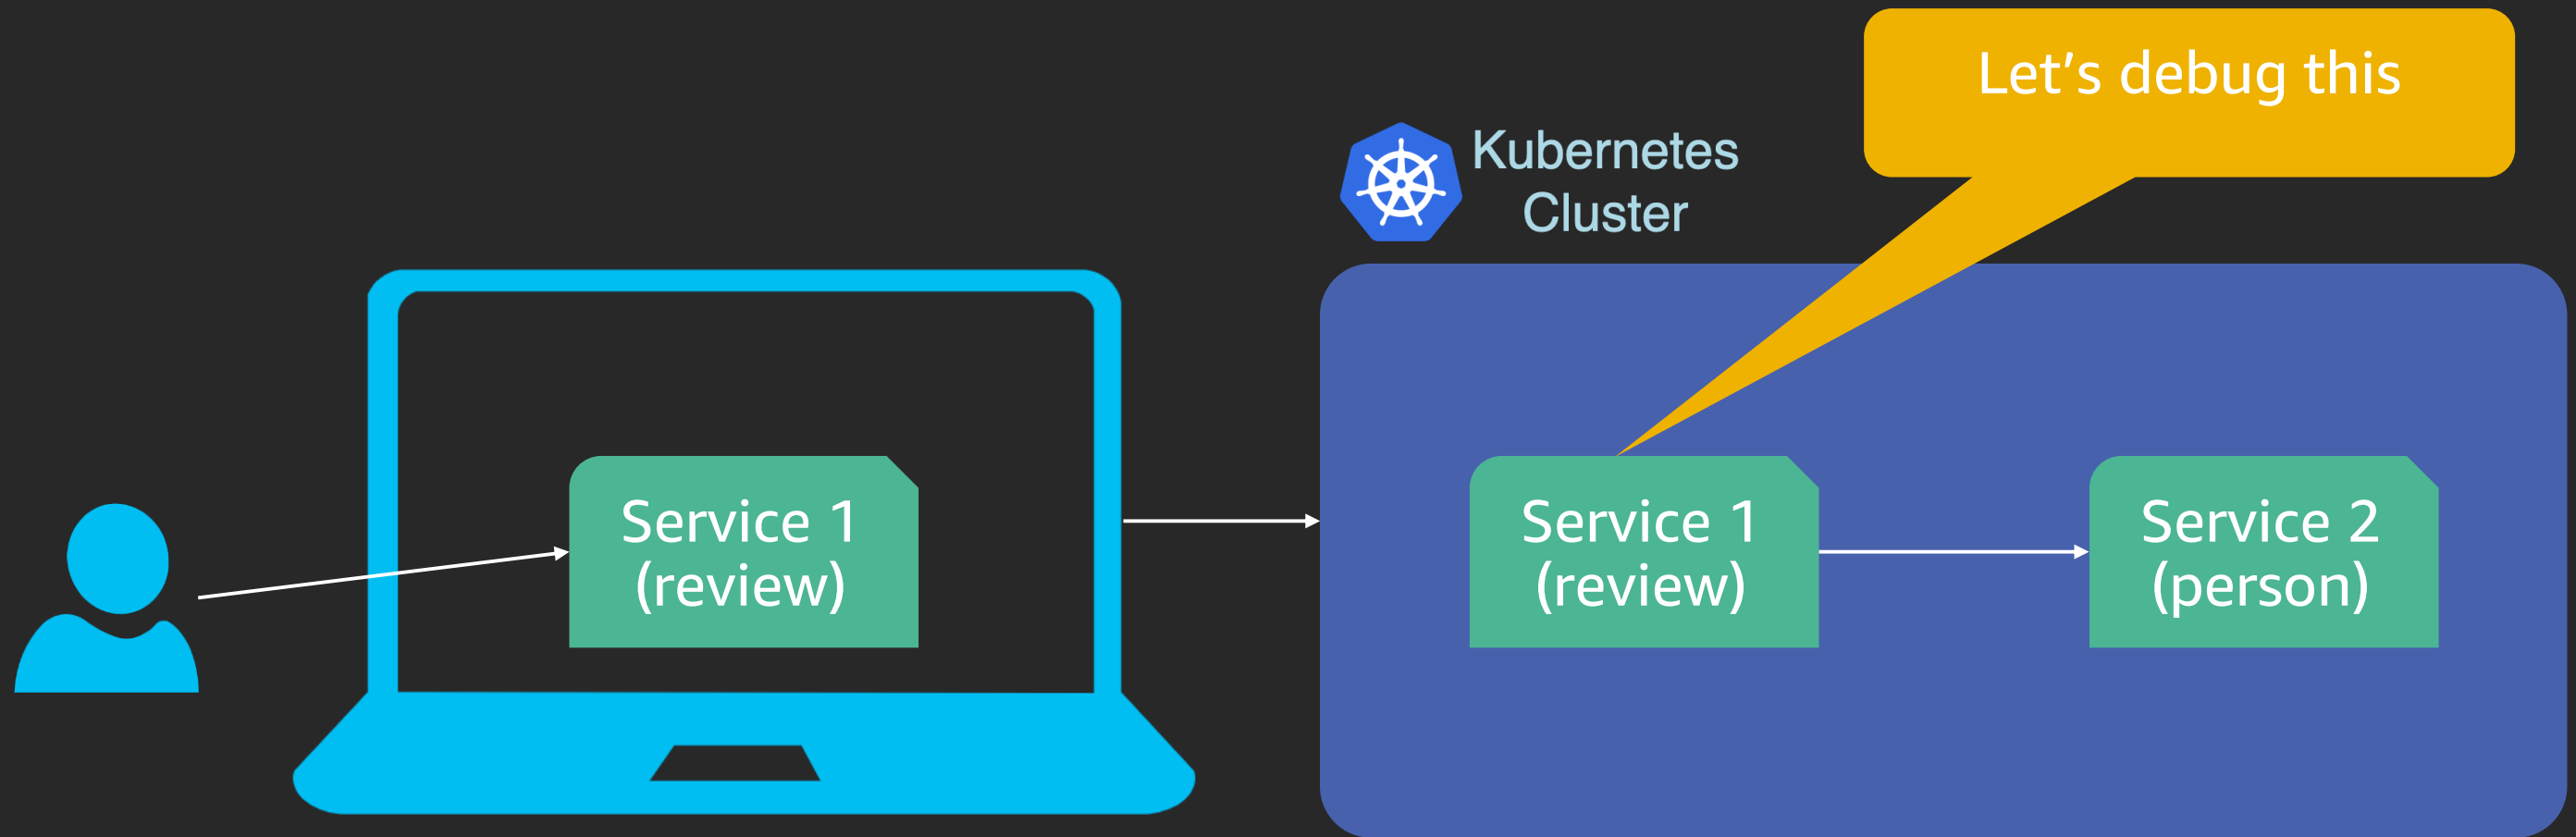 Let’s debug this
Kubernetes
Cluster
Service 1
(review)
Service 1
(review)
Service 2
(person)